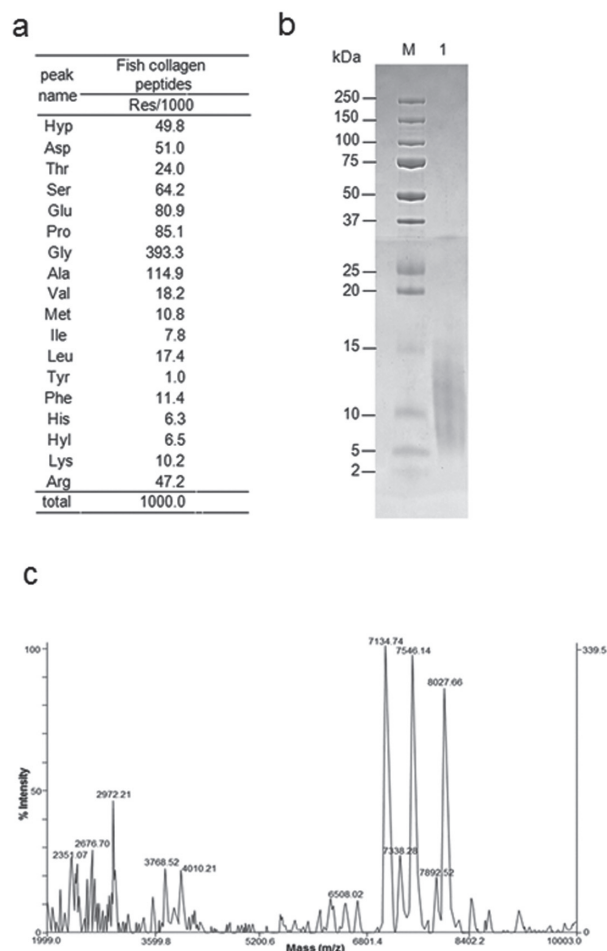 a
peak name
Fish collagen peptides
Res/1000
Hyp 49.8
Asp 51.0
Thr 24.0
Ser 64.2
Glu 80.9
Pro 85.1
Gly 393.3
Ala 114.9
Val 18.2
Met 10.8
Ile 7.8
Leu 17.4
Tyr 1.0
Phe 11.4
His 6.3
Hyl 6.5
Lys 10.2
Arg 47.2
total 1000.0
b
kDa M 1
250
150
100
75
50
37
25
20
15
10
5
2
c
100
7134.74
7546.14
339.5
8027.66
% Intensity
50
2972.21
2351.07
2676.70
3768.52
4010.21
7338.28
7892.52
6508.02
0
0
1999.0 3599.8 5200.6 6801.4 8402.2 10003.0
Mass (m/z)